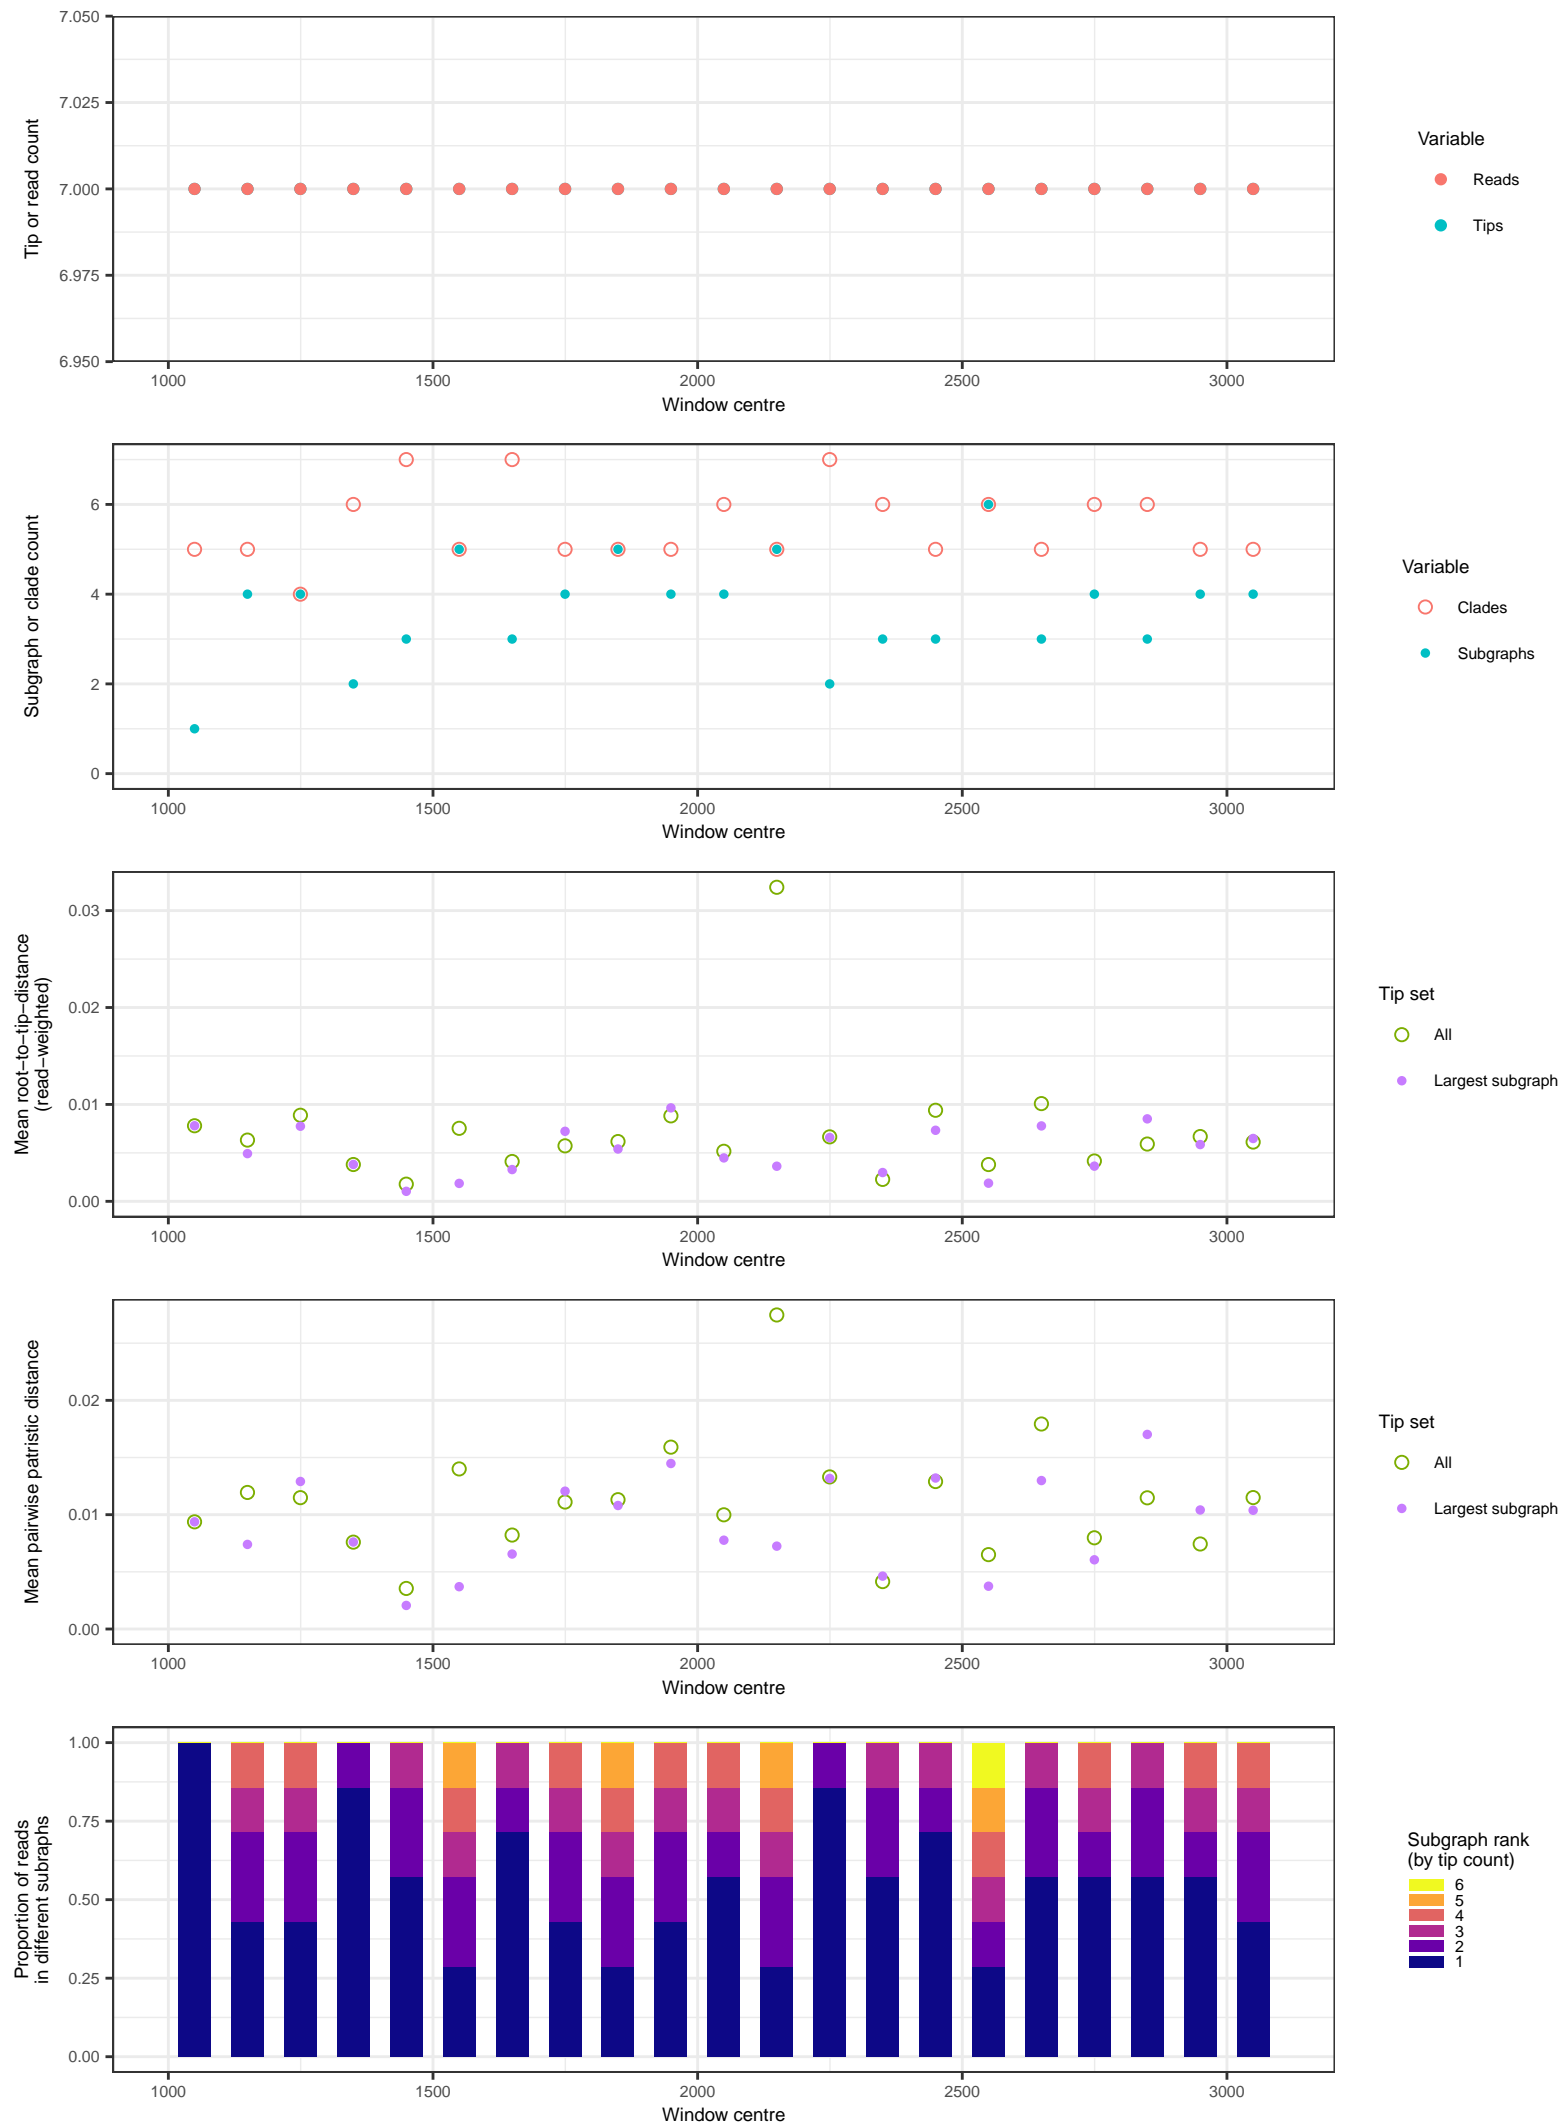 7.050
7.025
7.000
6.975
6.950
Tip or read count
1000 1500 2000 2500 3000
Window centre
Variable
Reads
Tips
6
4
2
0
Subgraph or clade count
1000 1500 2000 2500 3000
Window centre
Variable
Clades
Subgraphs
0.03
0.02
0.01
0.00
Mean root−to−tip−distance
(read−weighted)
1000 1500 2000 2500 3000
Window centre
Tip set
All
Largest subgraph
0.02
0.01
0.00
Mean pairwise patristic distance
1000 1500 2000 2500 3000
Window centre
Tip set
All
Largest subgraph
1.00
0.75
0.50
0.25
0.00
Proportion of reads
in different subraphs
1000 1500 2000 2500 3000
Window centre
Subgraph rank
(by tip count)
6
5
4
3
2
1